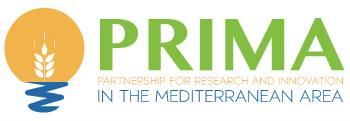 PRIMA
PARTNERSHIP FOR RESEARCH AND INNOVATION
IN THE MEDITERRANEAN AREA